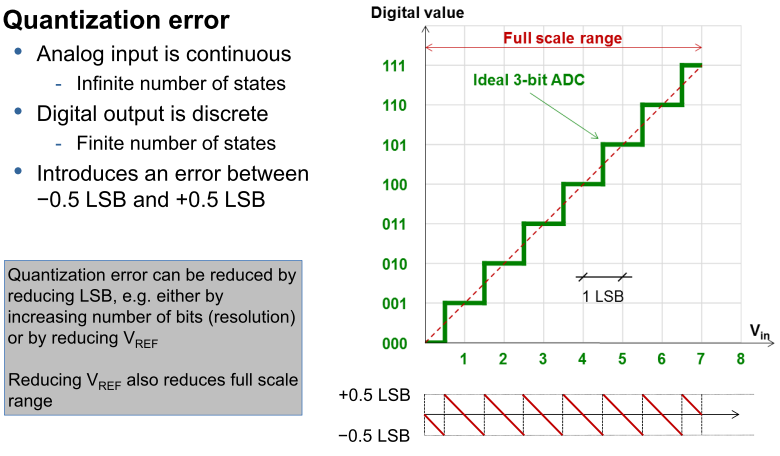 Quantization error
• Analog input is continuous
- Infinite number of states
• Digital output is discrete
- Finite number of states
• Introduces an error between
−0.5 LSB and +0.5 LSB
Quantization error can be reduced by
reducing LSB, e.g. either by
increasing number of bits (resolution)
or by reducing VREF
Reducing VREF also reduces full scale
range
Digital value
Full scale range
Ideal 3-bit ADC
111
110
101
100
011
010
001
000
1 LSB
Vin
1 2 3 4 5 6 7 8
+0.5 LSB
−0.5 LSB